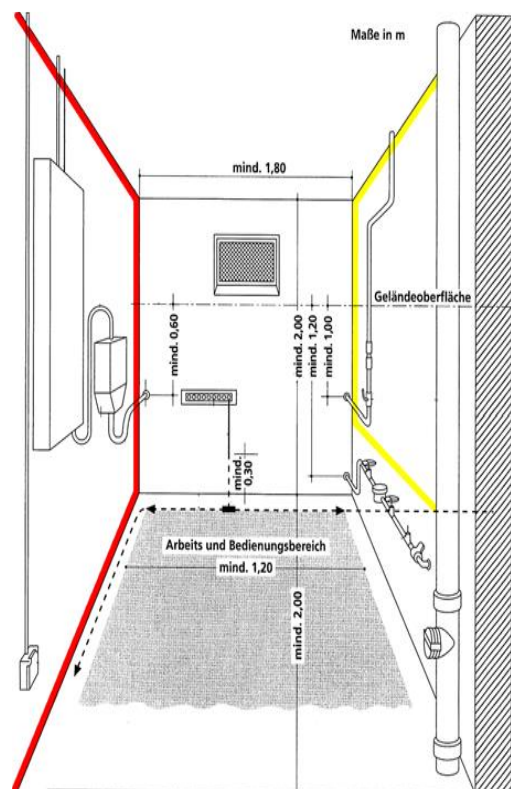 Maße in m
mind. 1,80
Geländeoberfläche
mind. 0,60
mind. 2,00
mind. 1,20
mind. 1,00
mind.
0,30
Arbeits und Bedienungsbereich
mind. 1,20
mind. 2,00